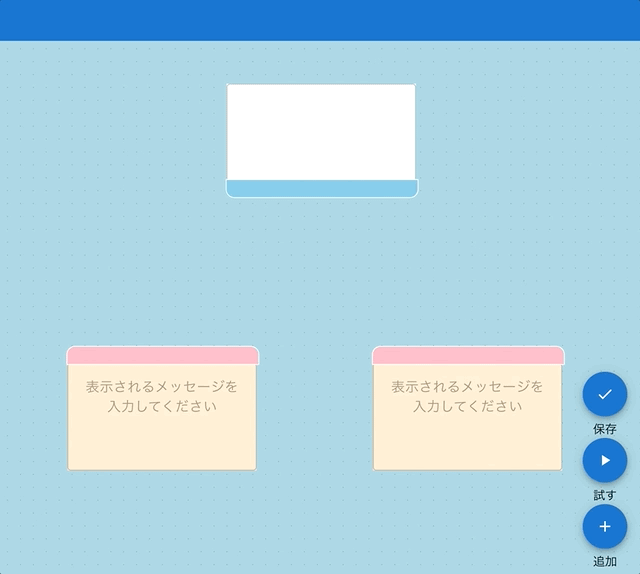 表示されるメッセージを
入力してください
表示されるメッセージを
入力してください
保存
試す
追加